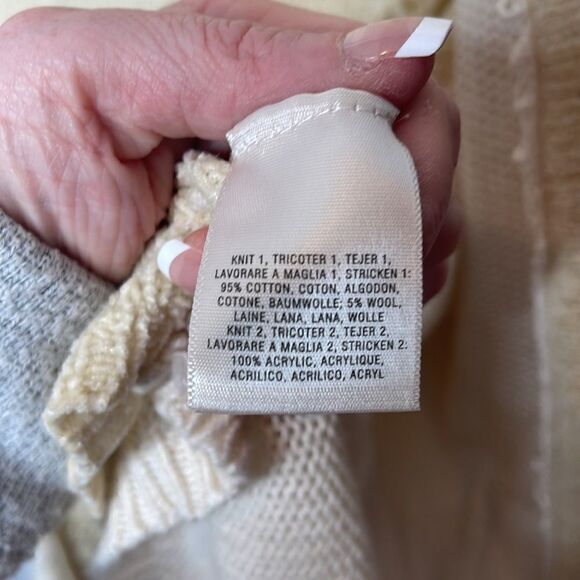 KNIT 1, TRICOTER 1, TEJER 1,
LAVORARE A MAGLIA 1, STRICKEN 1:
95% COTTON, COTON, ALGODON,
COTONE, BAUMWOLLE; 5% WOOL,
LAINE, LANA, LANA, WOLLE
KNIT 2, TRICOTER 2, TEJER 2,
LAVORARE A MAGLIA 2, STRICKEN 2:
100% ACRYLIC, ACRYLIQUE,
ACRILICO, ACRILICO, ACRYL